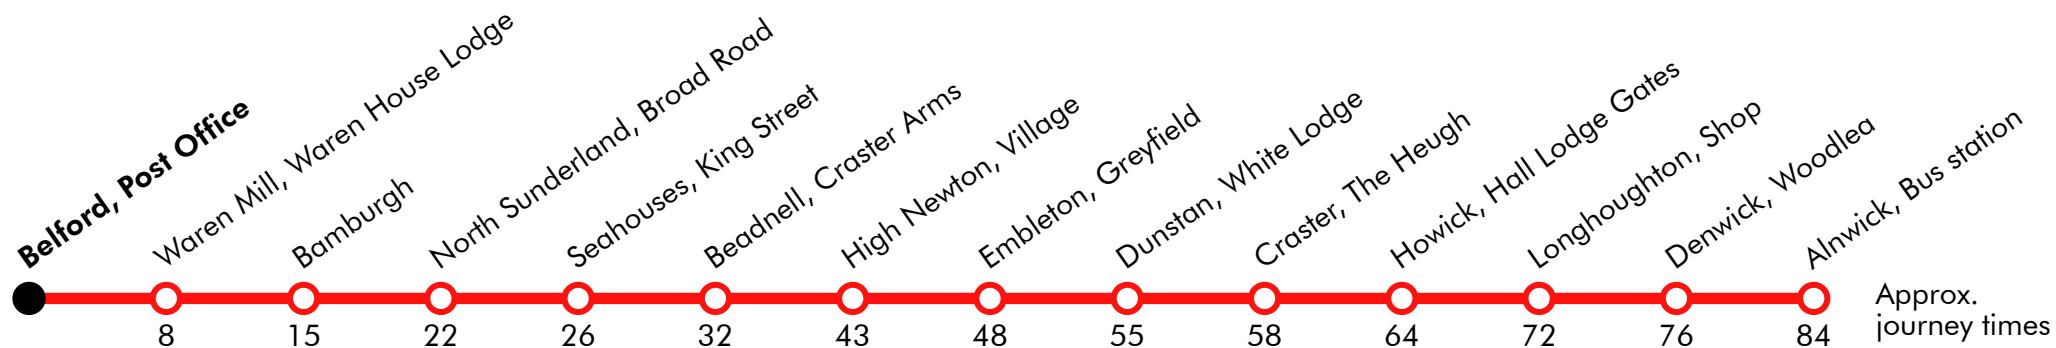 Belford, Post Office
Waren Mill, Waren House Lodge
Bamburgh
North Sunderland, Broad Road
Seahouses, King Street
Beadnell, Craster Arms
High Newton, Village
Embleton, Greyfield
Dunstan, White Lodge
Craster, The Heugh
Howick, Hall Lodge Gates
Longhoughton, Shop
Denwick, Woodlea
Alnwick, Bus station
8 15 22 26 32 43 48 55 58 64 72 76 84
Approx.
journey times